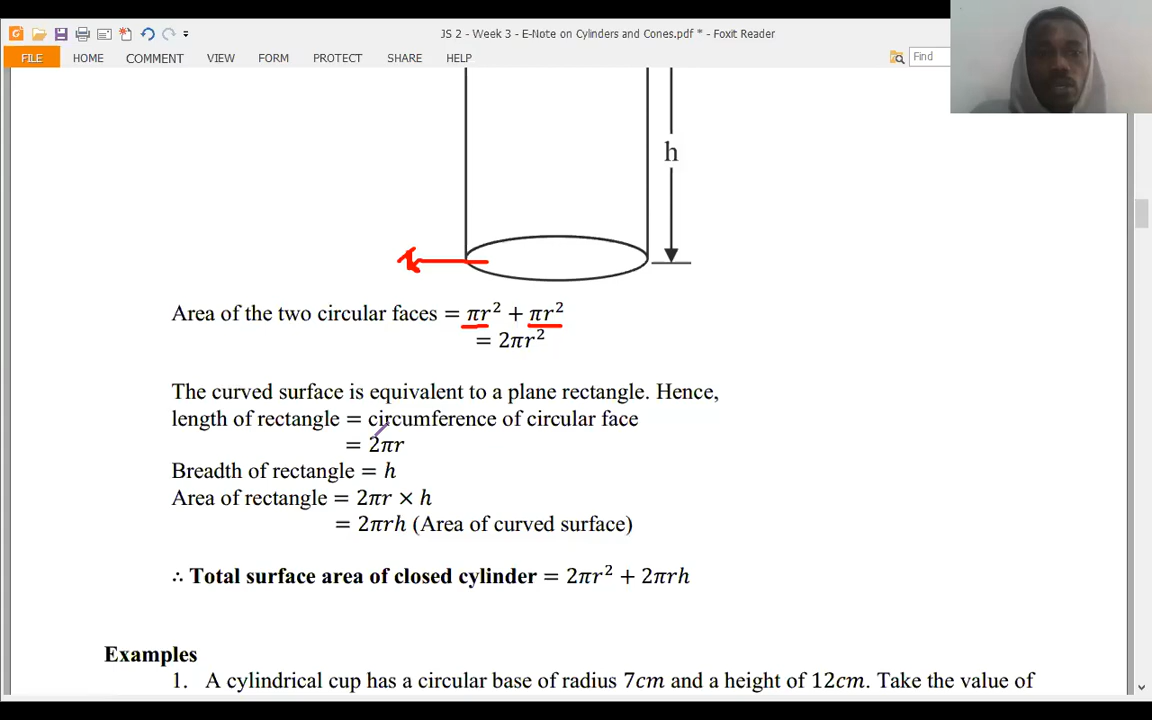 JS 2 - Week 3 - E-Note on Cylinders and Cones.pdf * - Foxit Reader
FILE HOME COMMENT VIEW FORM PROTECT SHARE HELP Find
h
Area of the two circular faces = πr² + πr²
= 2πr²
The curved surface is equivalent to a plane rectangle. Hence,
length of rectangle = circumference of circular face
= 2πr
Breadth of rectangle = h
Area of rectangle = 2πr × h
= 2πrh (Area of curved surface)
∴ Total surface area of closed cylinder = 2πr² + 2πrh
Examples
1. A cylindrical cup has a circular base of radius 7cm and a height of 12cm. Take the value of